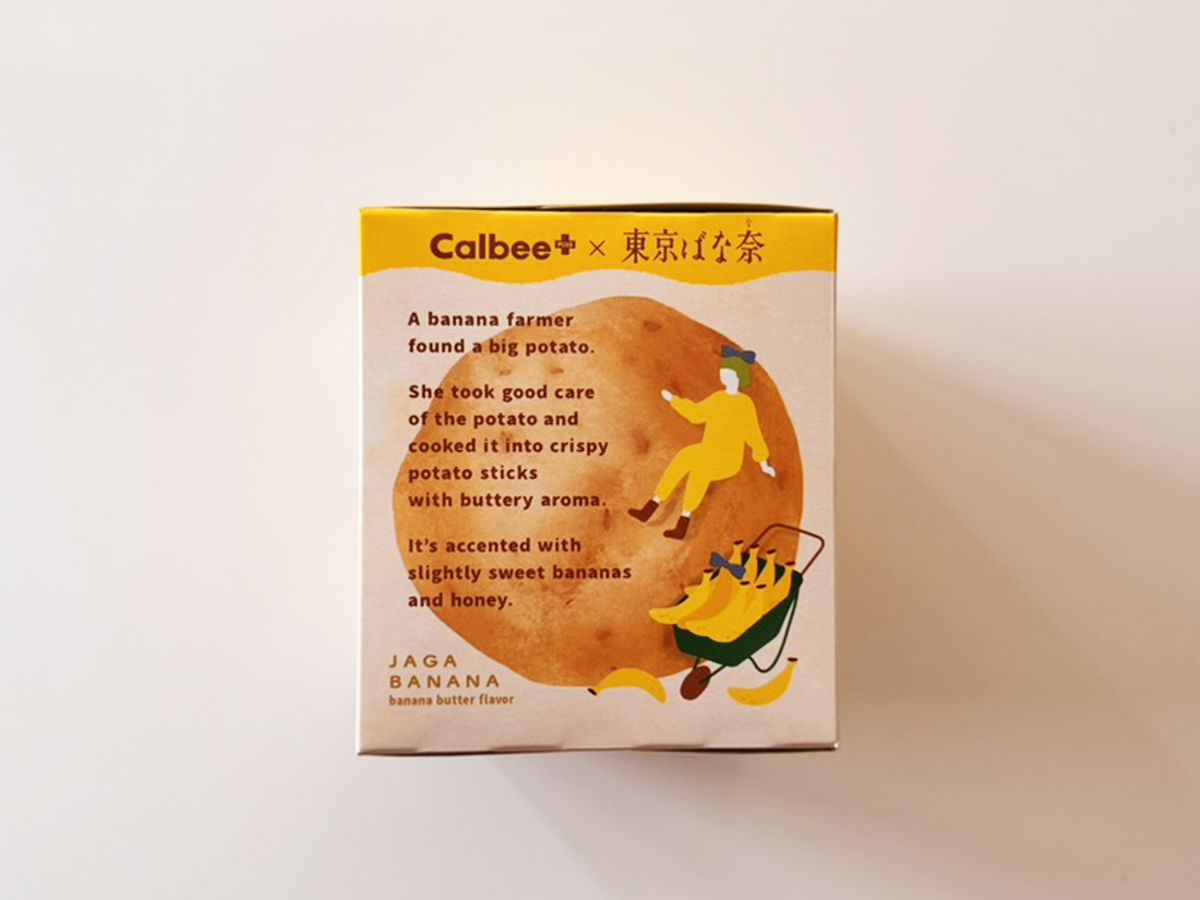 Calbee+ × 東京ばな奈
A banana farmer
found a big potato.
She took good care
of the potato and
cooked it into crispy
potato sticks
with buttery aroma.
It's accented with
slightly sweet bananas
and honey.
JAGA
BANANA
banana butter flavor